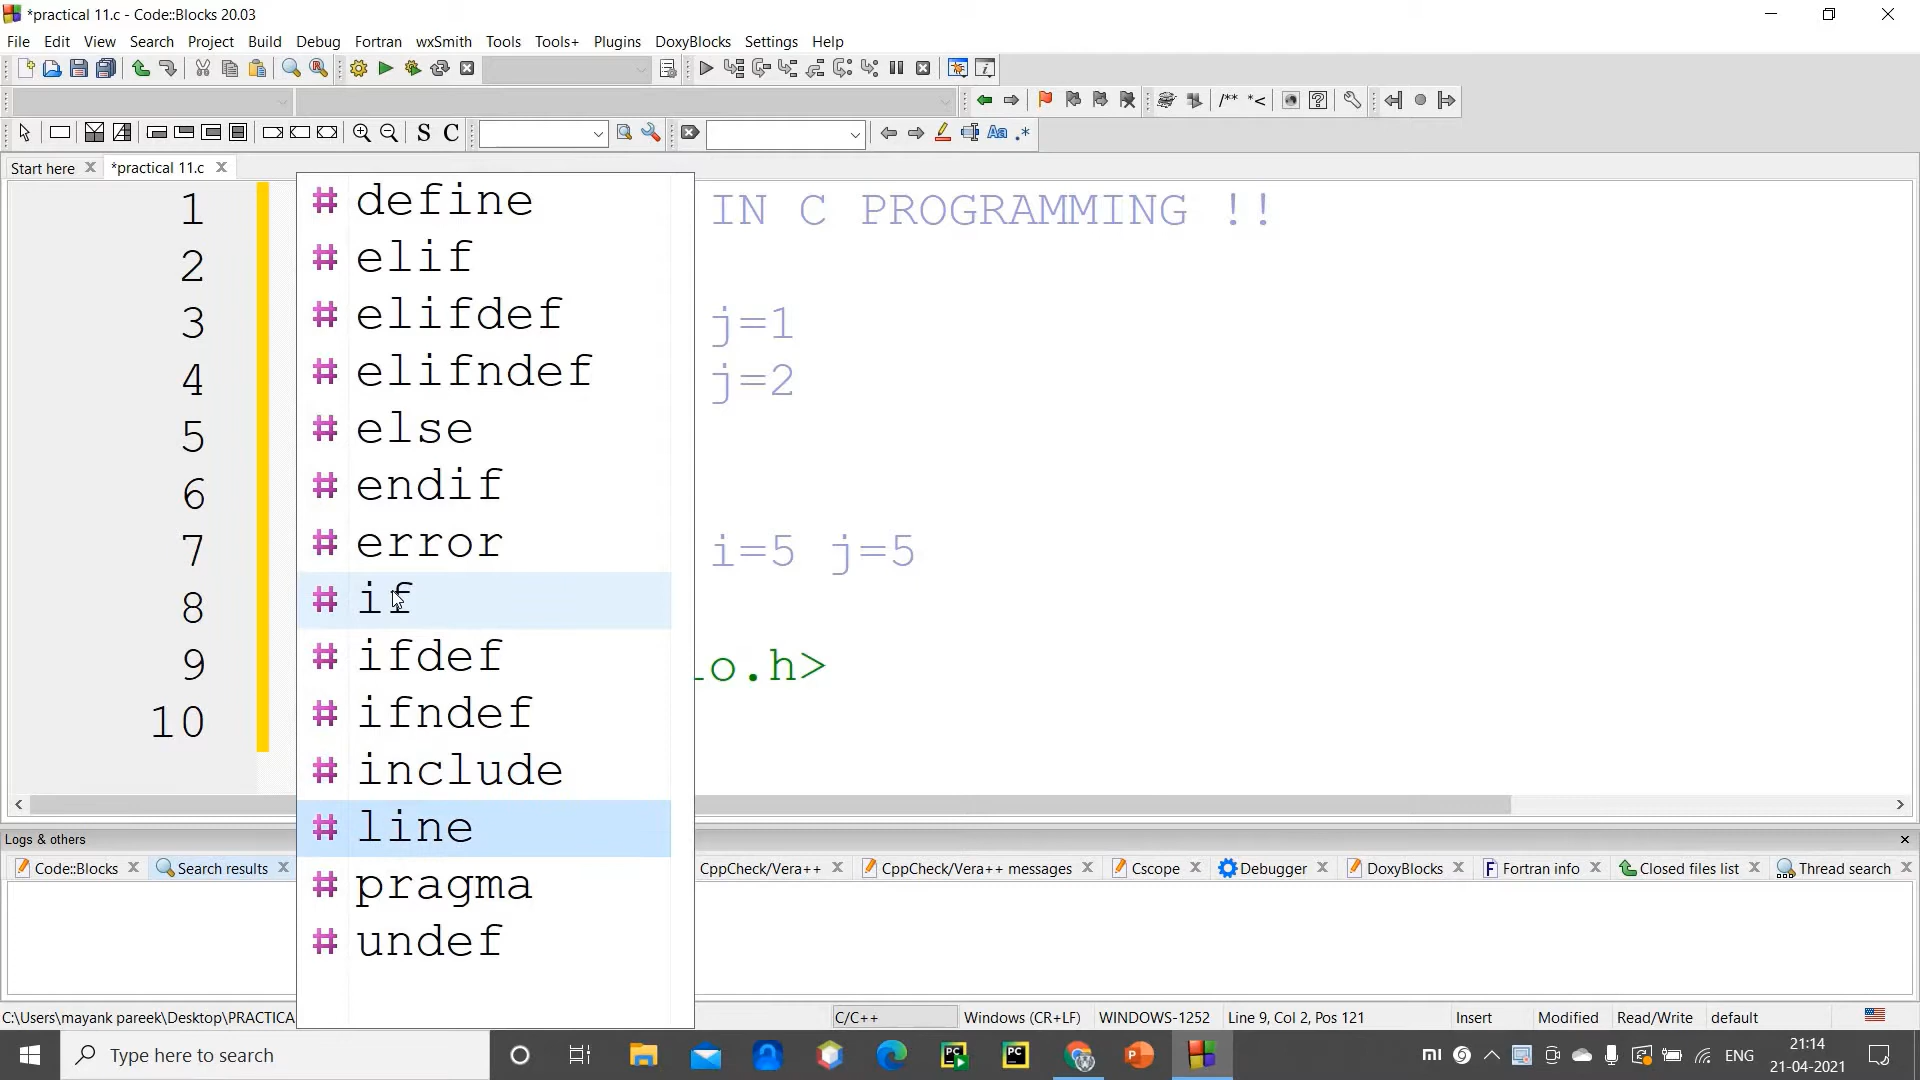 *practical 11.c - Code::Blocks 20.03
File Edit View Search Project Build Debug Fortran wxSmith Tools Tools+ Plugins DoxyBlocks Settings Help
/** *<
S C Aa .*
Start here *practical 11.c
1 IN C PROGRAMMING !!
2
3 j=1
4 j=2
5
6
7 i=5 j=5
8
9 io.h>
10
# define
# elif
# elifdef
# elifndef
# else
# endif
# error
# if
# ifdef
# ifndef
# include
# line
# pragma
# undef
Logs & others
Code::Blocks Search results CppCheck/Vera++ CppCheck/Vera++ messages Cscope Debugger DoxyBlocks F Fortran info Closed files list Thread search
C:\Users\mayank pareek\Desktop\PRACTICA C/C++ Windows (CR+LF) WINDOWS-1252 Line 9, Col 2, Pos 121 Insert Modified Read/Write default
Type here to search PC PC mi ENG 21:14
21-04-2021